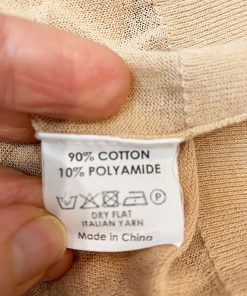 90% COTTON
10% POLYAMIDE
DRY FLAT
ITALIAN YARN
Made in China